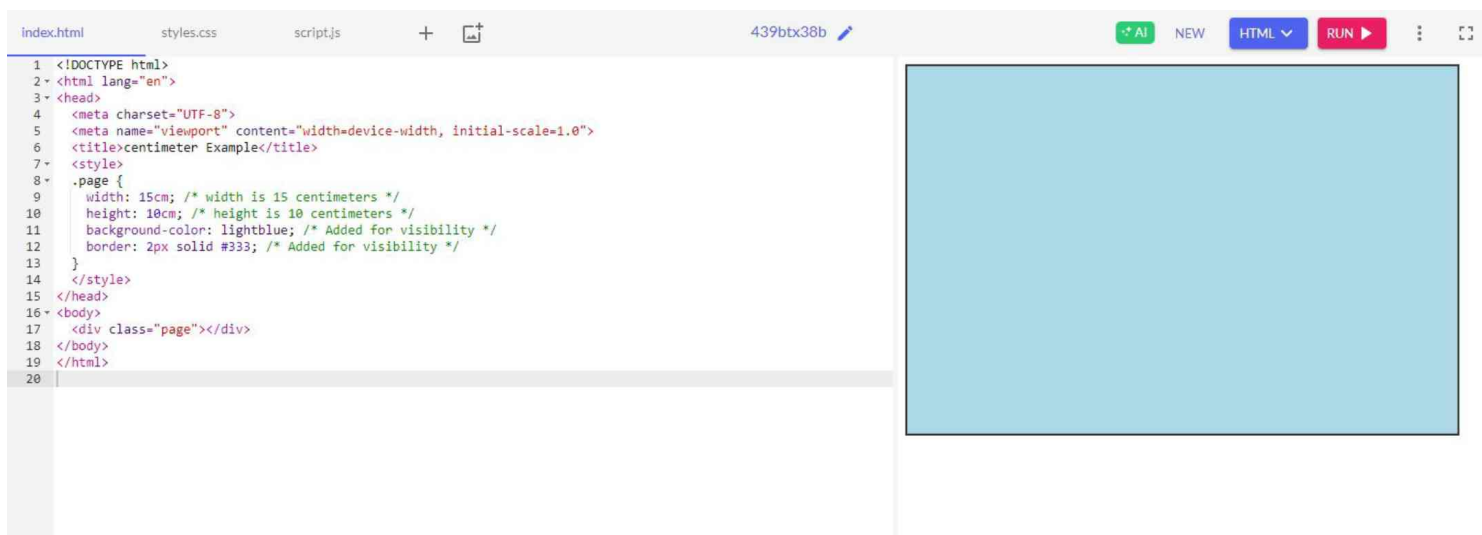 index.html styles.css script.js + 439btx38b AI NEW HTML RUN
1 <!DOCTYPE html>
2 <html lang="en">
3 <head>
4 <meta charset="UTF-8">
5 <meta name="viewport" content="width=device-width, initial-scale=1.0">
6 <title>centimeter Example</title>
7 <style>
8 .page {
9 width: 15cm; /* width is 15 centimeters */
10 height: 10cm; /* height is 10 centimeters */
11 background-color: lightblue; /* Added for visibility */
12 border: 2px solid #333; /* Added for visibility */
13 }
14 </style>
15 </head>
16 <body>
17 <div class="page"></div>
18 </body>
19 </html>
20